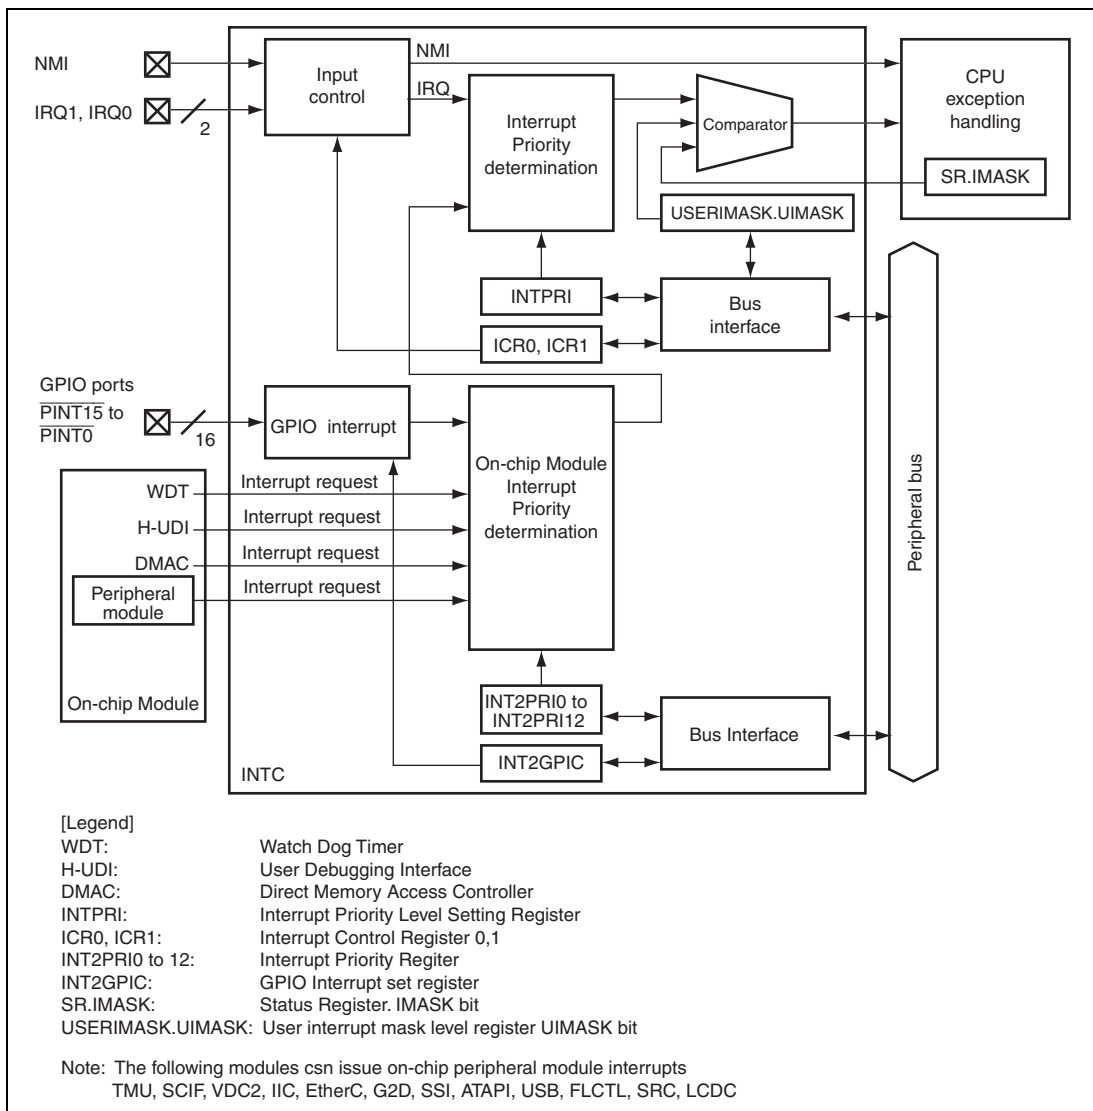 NMI
IRQ1, IRQ0
2
Input
control
NMI
IRQ
Interrupt
Priority
determination
Comparator
CPU
exception
handling
SR.IMASK
USERIMASK.UIMASK
INTPRI
ICR0, ICR1
Bus
interface
GPIO ports
PINT15 to
PINT0
16
GPIO interrupt
On-chip Module
Interrupt
Priority
determination
Peripheral bus
WDT
Interrupt request
H-UDI
Interrupt request
DMAC
Interrupt request
Peripheral
module
Interrupt request
On-chip Module
INT2PRI0 to
INT2PRI12
INT2GPIC
Bus Interface
INTC
[Legend]
WDT: Watch Dog Timer
H-UDI: User Debugging Interface
DMAC: Direct Memory Access Controller
INTPRI: Interrupt Priority Level Setting Register
ICR0, ICR1: Interrupt Control Register 0,1
INT2PRI0 to 12: Interrupt Priority Regiter
INT2GPIC: GPIO Interrupt set register
SR.IMASK: Status Register. IMASK bit
USERIMASK.UIMASK: User interrupt mask level register UIMASK bit
Note: The following modules csn issue on-chip peripheral module interrupts
TMU, SCIF, VDC2, IIC, EtherC, G2D, SSI, ATAPI, USB, FLCTL, SRC, LCDC